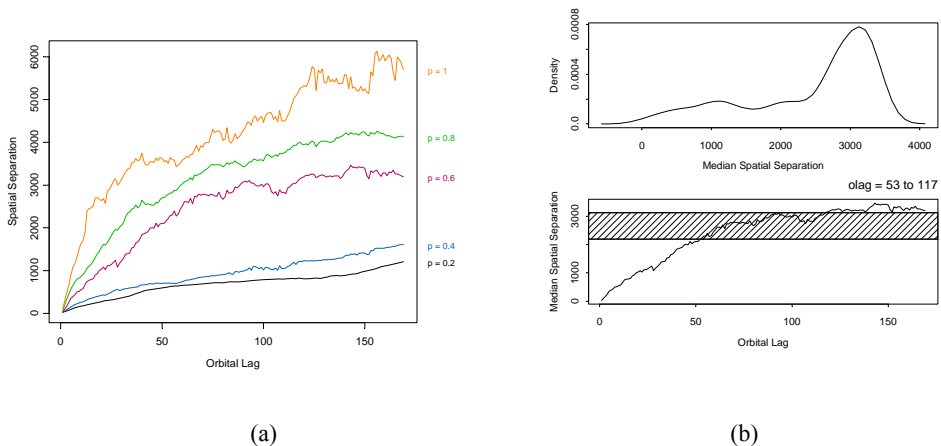 Spatial Separation
6000
5000
4000
3000
2000
1000
0
p = 1
p = 0.8
p = 0.6
p = 0.4
p = 0.2
0 50 100 150
Orbital Lag
(a)
Density
0.0008
0.0004
0.0
0 1000 2000 3000 4000
Median Spatial Separation
olag = 53 to 117
Median Spatial Separation
3000
1000
0
0 50 100 150
Orbital Lag
(b)